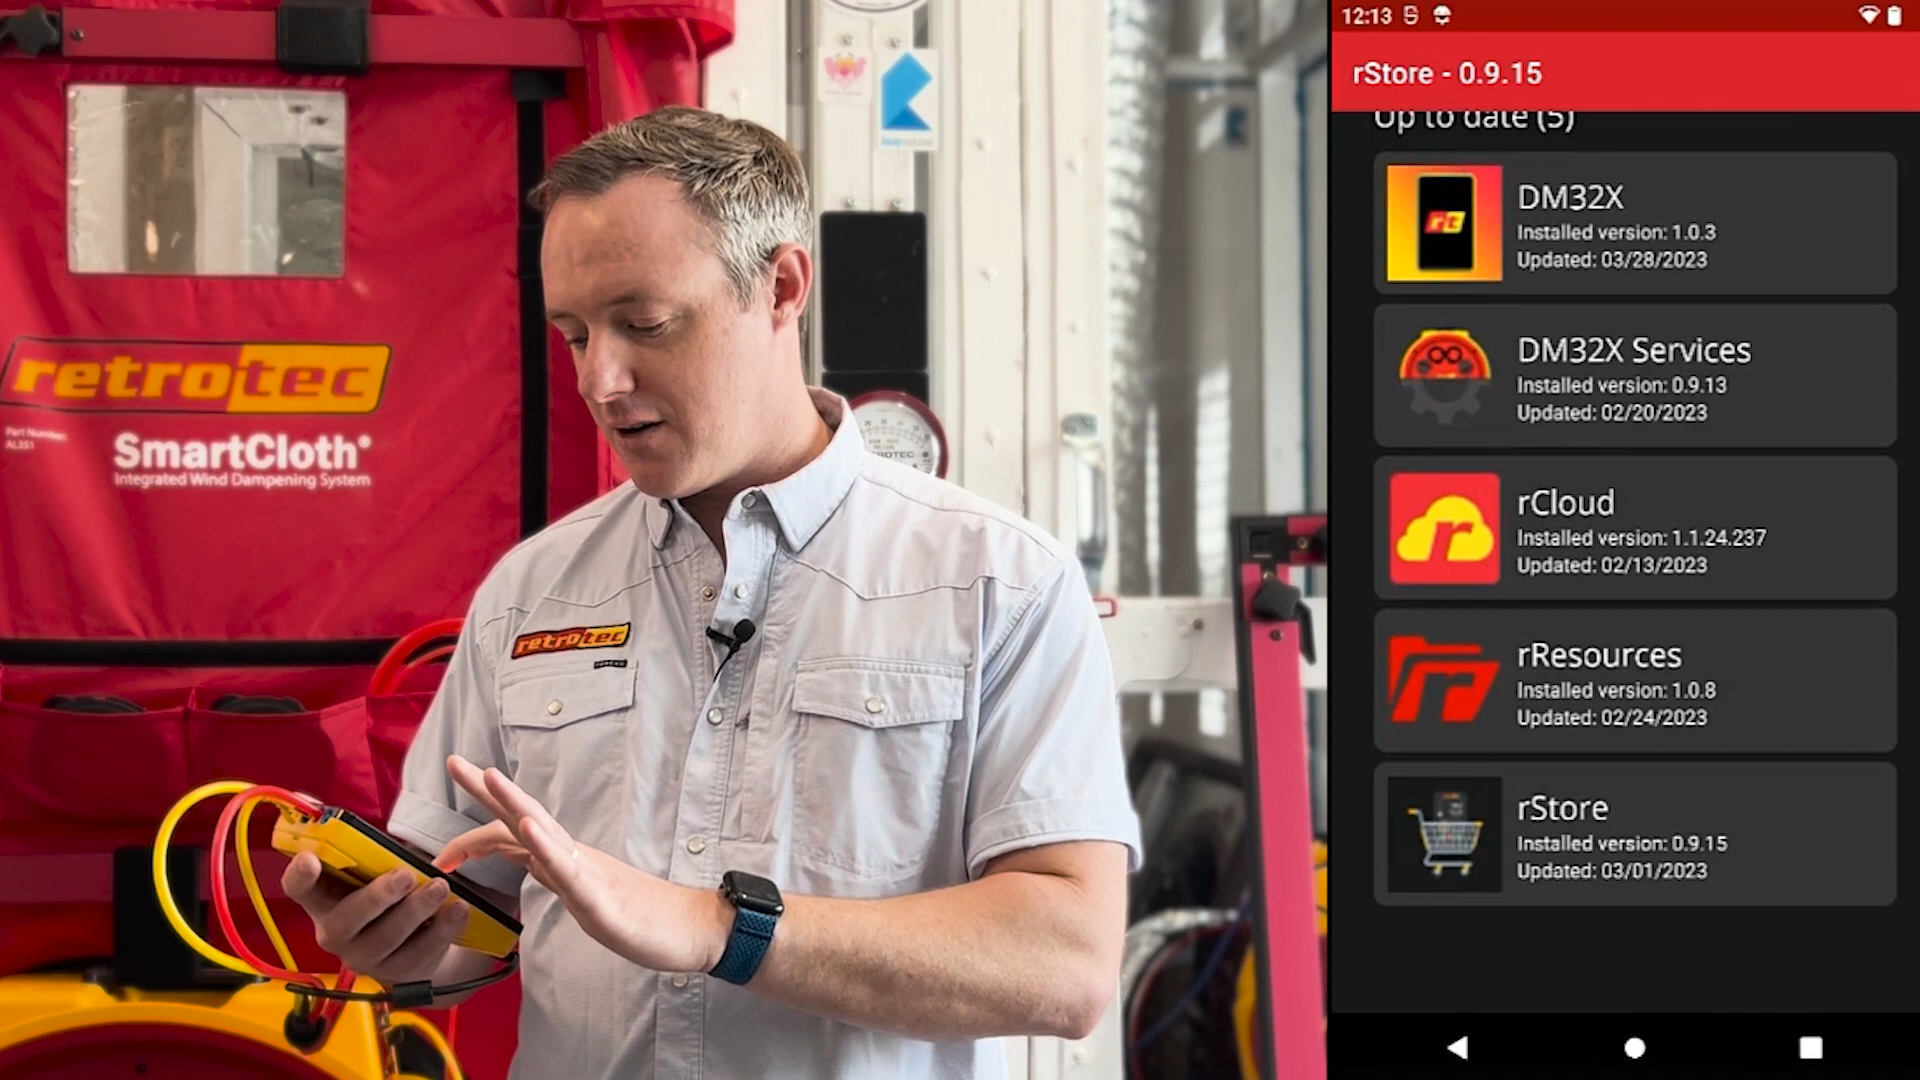 retrotec
Part Number:
AL351
SmartCloth®
Integrated Wind Dampening System
retrotec
12:13
rStore - 0.9.15
Up to date (5)
DM32X
Installed version: 1.0.3
Updated: 03/28/2023
DM32X Services
Installed version: 0.9.13
Updated: 02/20/2023
rCloud
Installed version: 1.1.24.237
Updated: 02/13/2023
rResources
Installed version: 1.0.8
Updated: 02/24/2023
rStore
Installed version: 0.9.15
Updated: 03/01/2023